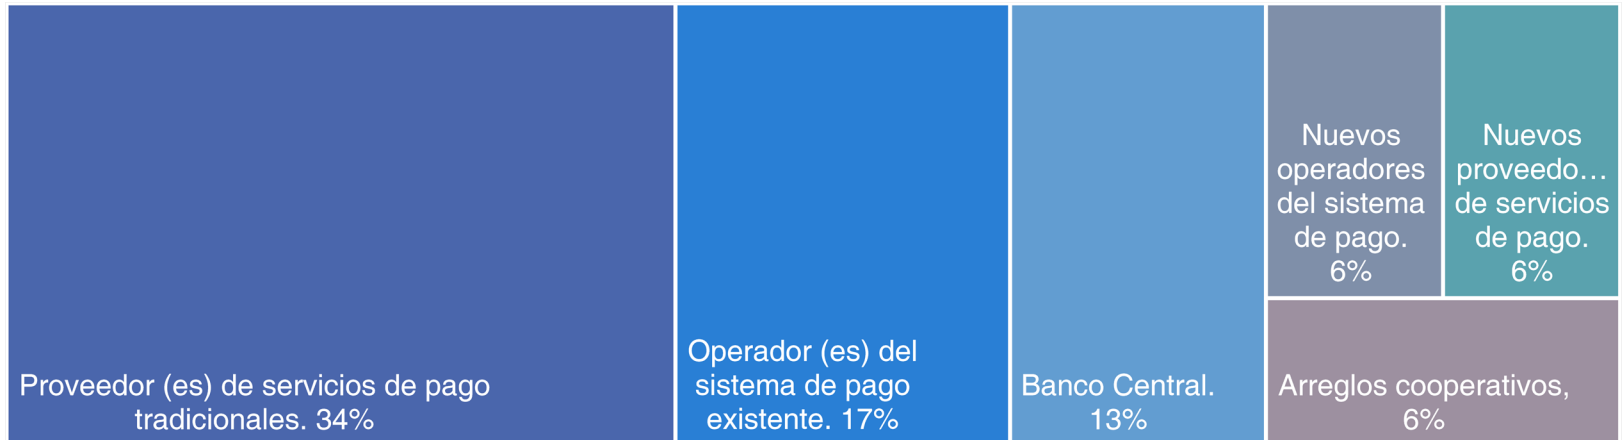 Proveedor (es) de servicios de pago
tradicionales. 34%
Operador (es) del
sistema de pago
existente. 17%
Banco Central.
13%
Nuevos
operadores
del sistema
de pago.
6%
Nuevos
proveedo…
de servicios
de pago.
6%
Arreglos cooperativos,
6%